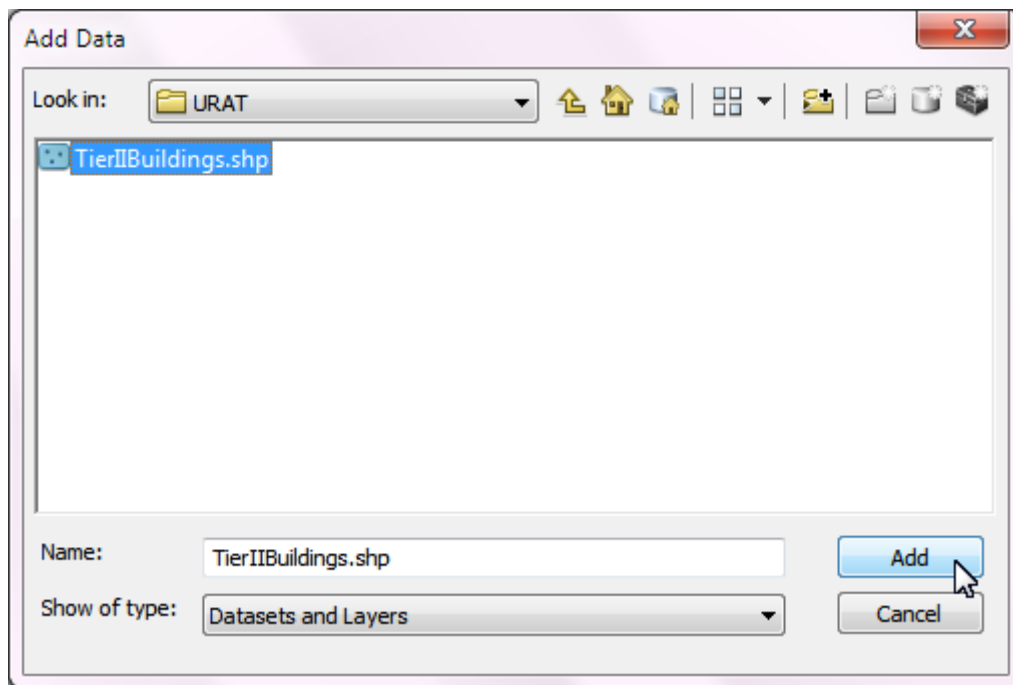 Add Data
Look in: URAT
TierIIBuildings.shp
Name: TierIIBuildings.shp Add
Show of type: Datasets and Layers Cancel